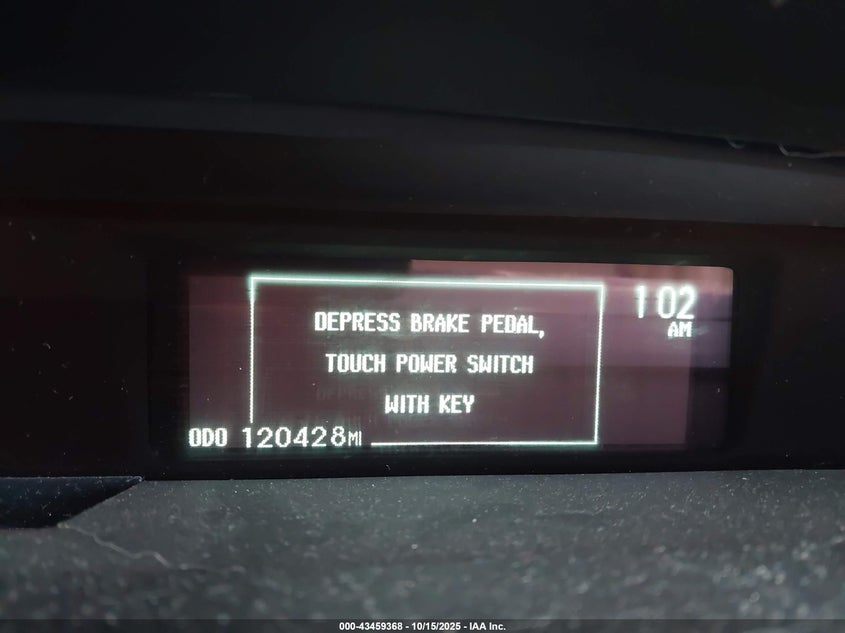 DEPRESS BRAKE PEDAL,
TOUCH POWER SWITCH
WITH KEY
1 02
AM
ODO 120428MI
000-43459368 - 10/15/2025 - IAA Inc.